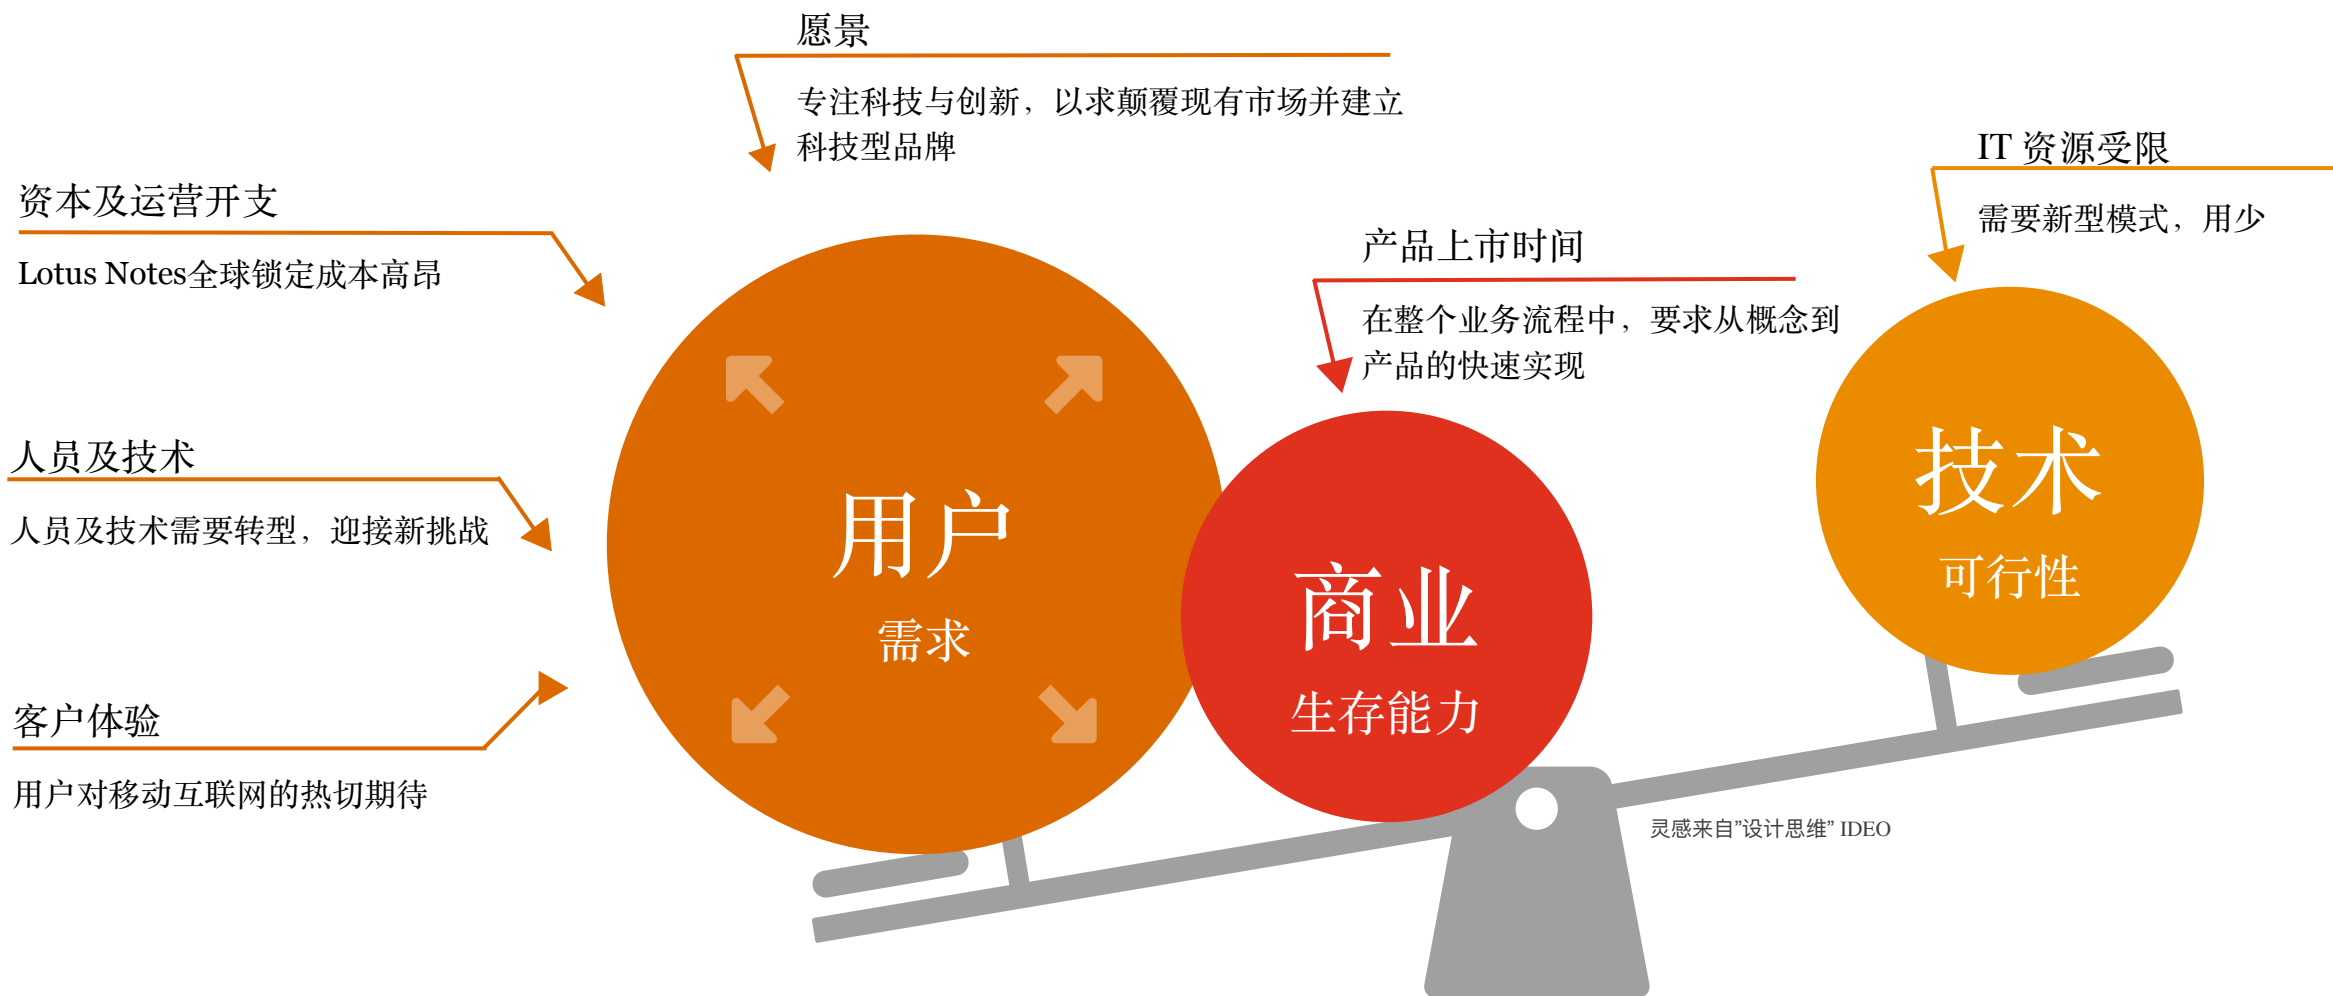 愿景
专注科技与创新，以求颠覆现有市场并建立
科技型品牌
资本及运营开支
Lotus Notes全球锁定成本高昂
人员及技术
人员及技术需要转型，迎接新挑战
客户体验
用户对移动互联网的热切期待
用户
需求
产品上市时间
在整个业务流程中，要求从概念到
产品的快速实现
商业
生存能力
IT 资源受限
需要新型模式，用少
技术
可行性
灵感来自”设计思维” IDEO